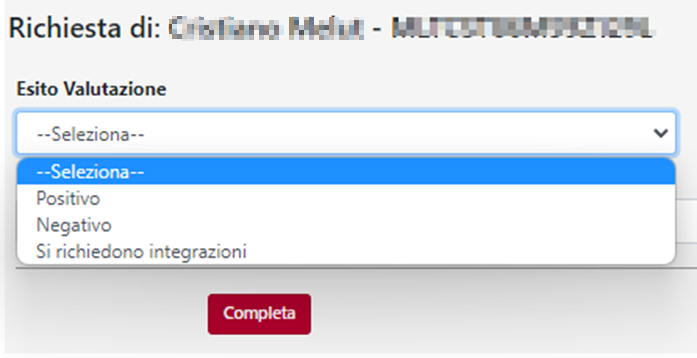 Richiesta di: -
Esito Valutazione
--Seleziona--
--Seleziona--
Positivo
Negativo
Si richiedono integrazioni
Completa